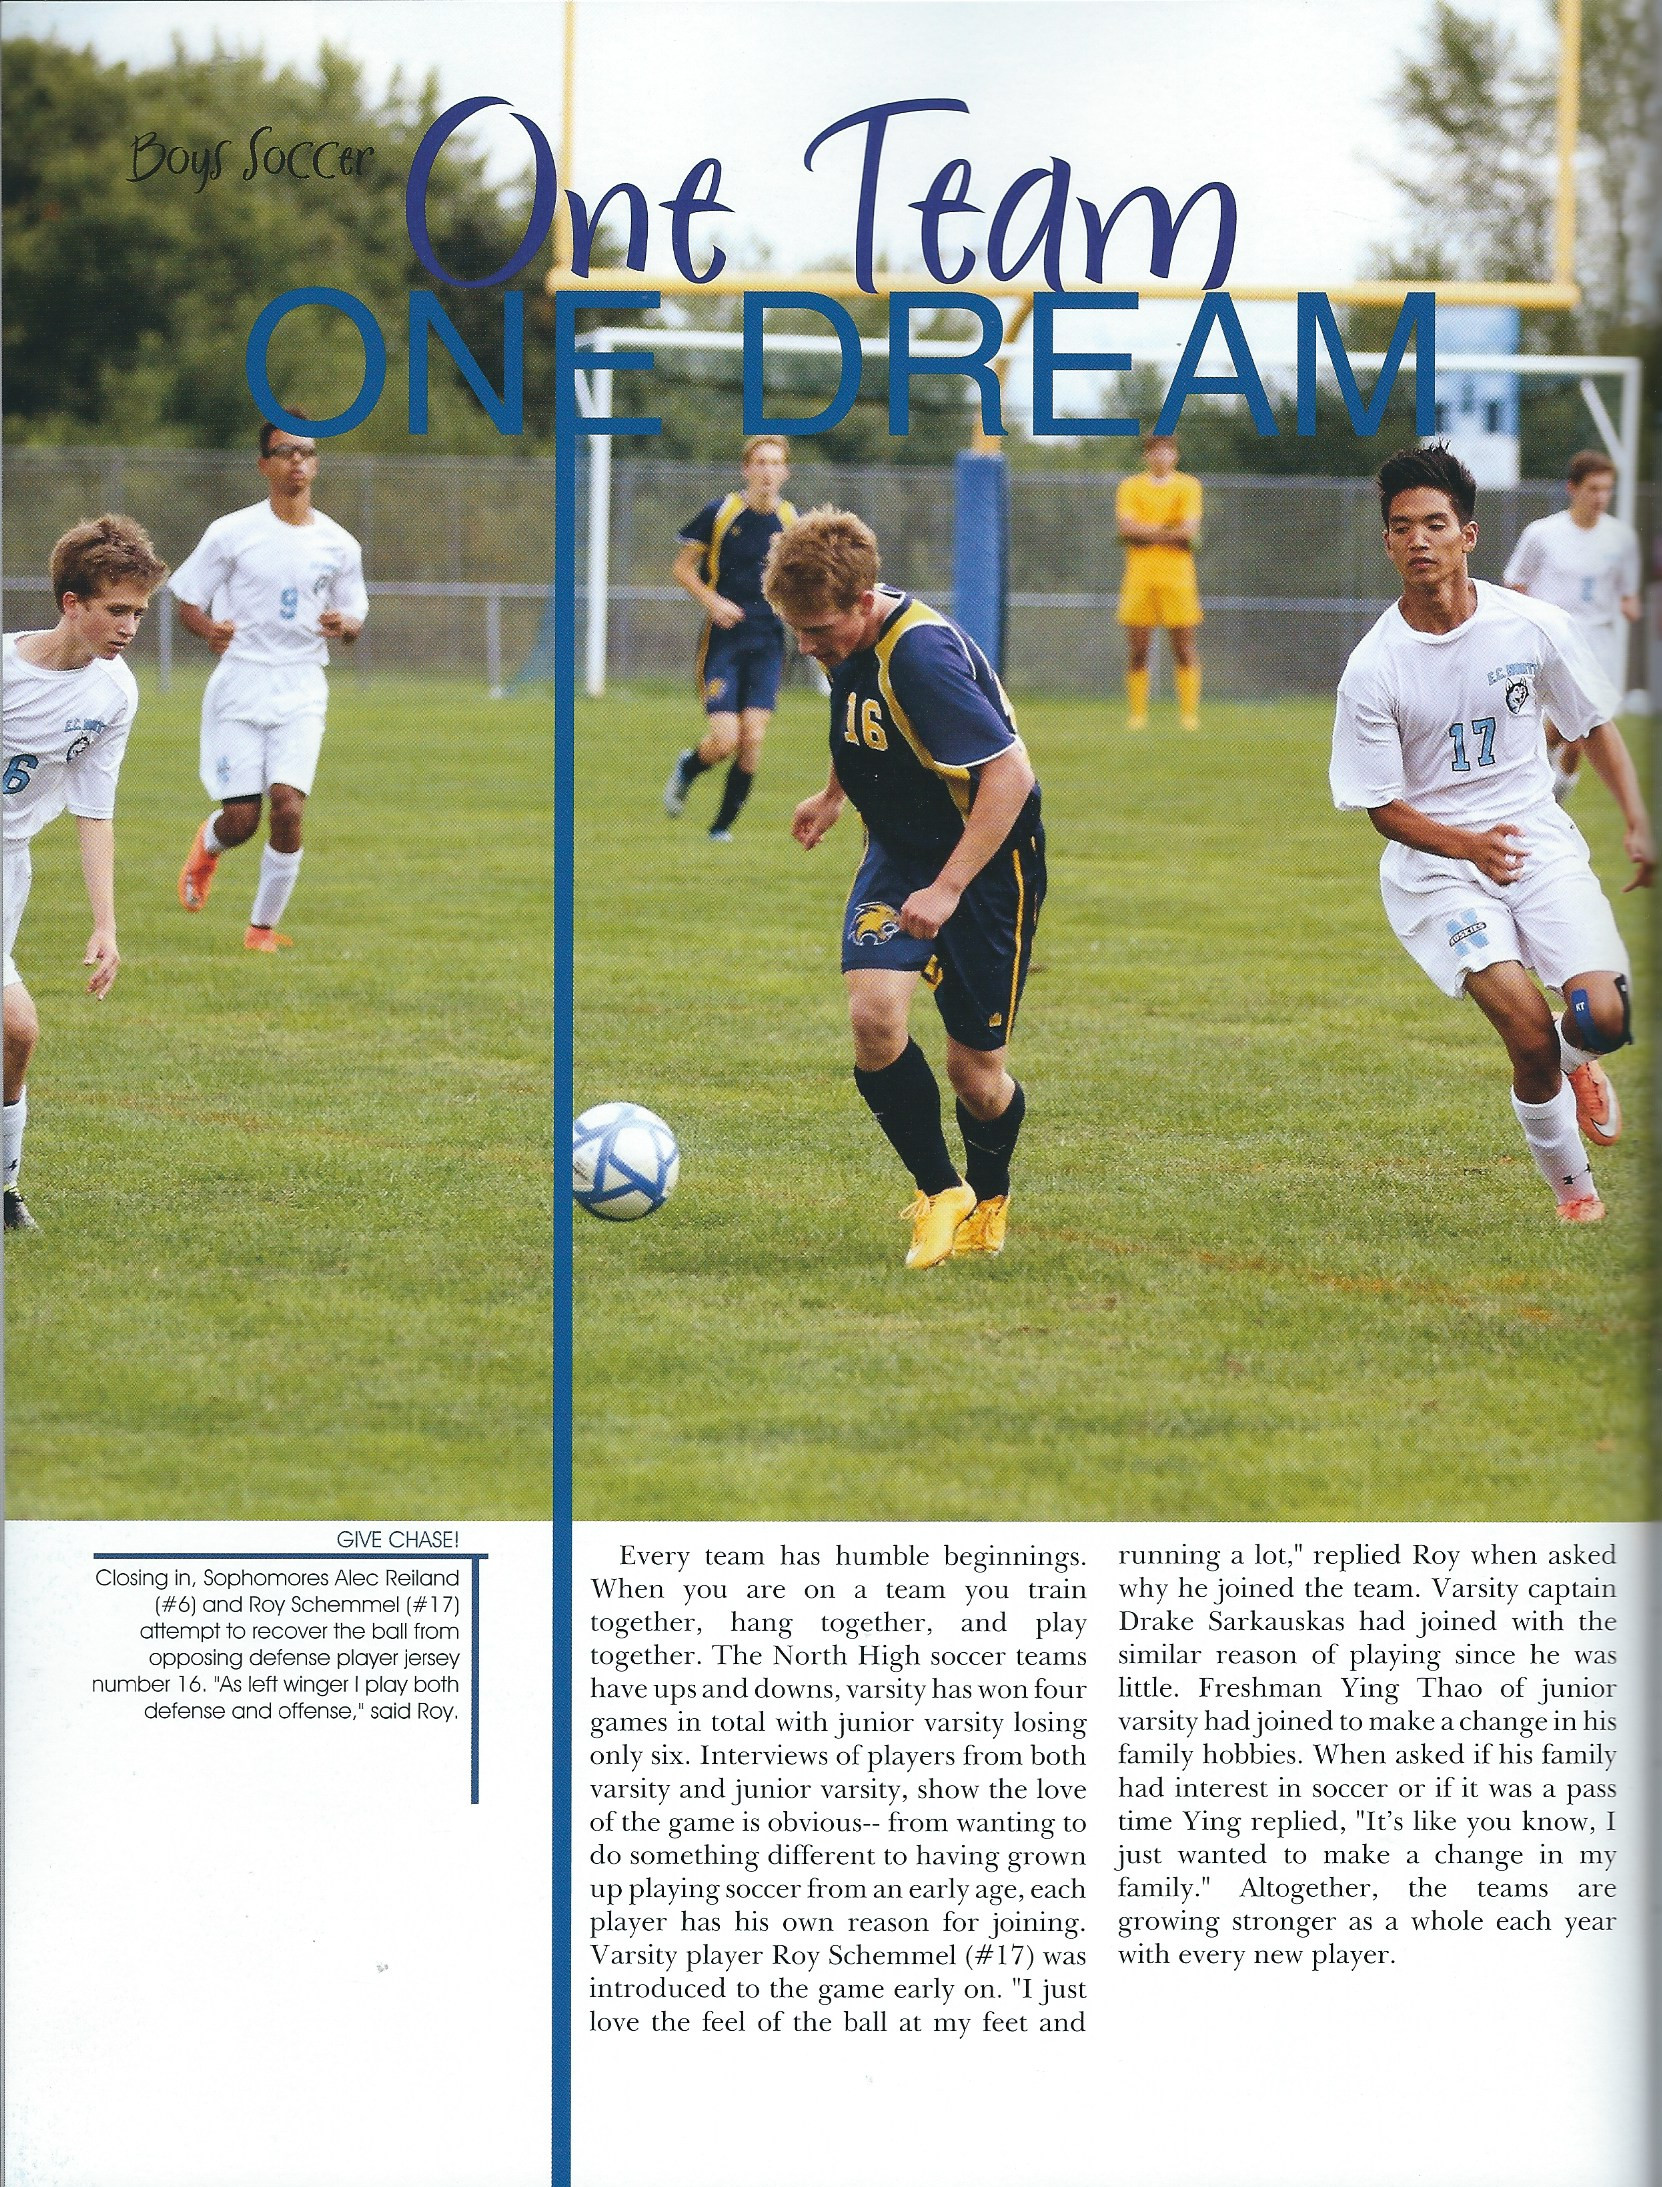 Boys Soccer
One Team
ONE DREAM
9
16
E.C. NORTH
17
HUSKIES
KT
6
GIVE CHASE!
Closing in, Sophomores Alec Reiland
(#6) and Roy Schemmel (#17)
attempt to recover the ball from
opposing defense player jersey
number 16. "As left winger I play both
defense and offense," said Roy.
Every team has humble beginnings.
When you are on a team you train
together, hang together, and play
together. The North High soccer teams
have ups and downs, varsity has won four
games in total with junior varsity losing
only six. Interviews of players from both
varsity and junior varsity, show the love
of the game is obvious-- from wanting to
do something different to having grown
up playing soccer from an early age, each
player has his own reason for joining.
Varsity player Roy Schemmel (#17) was
introduced to the game early on. "I just
love the feel of the ball at my feet and
running a lot," replied Roy when asked
why he joined the team. Varsity captain
Drake Sarkauskas had joined with the
similar reason of playing since he was
little. Freshman Ying Thao of junior
varsity had joined to make a change in his
family hobbies. When asked if his family
had interest in soccer or if it was a pass
time Ying replied, "It's like you know, I
just wanted to make a change in my
family." Altogether, the teams are
growing stronger as a whole each year
with every new player.